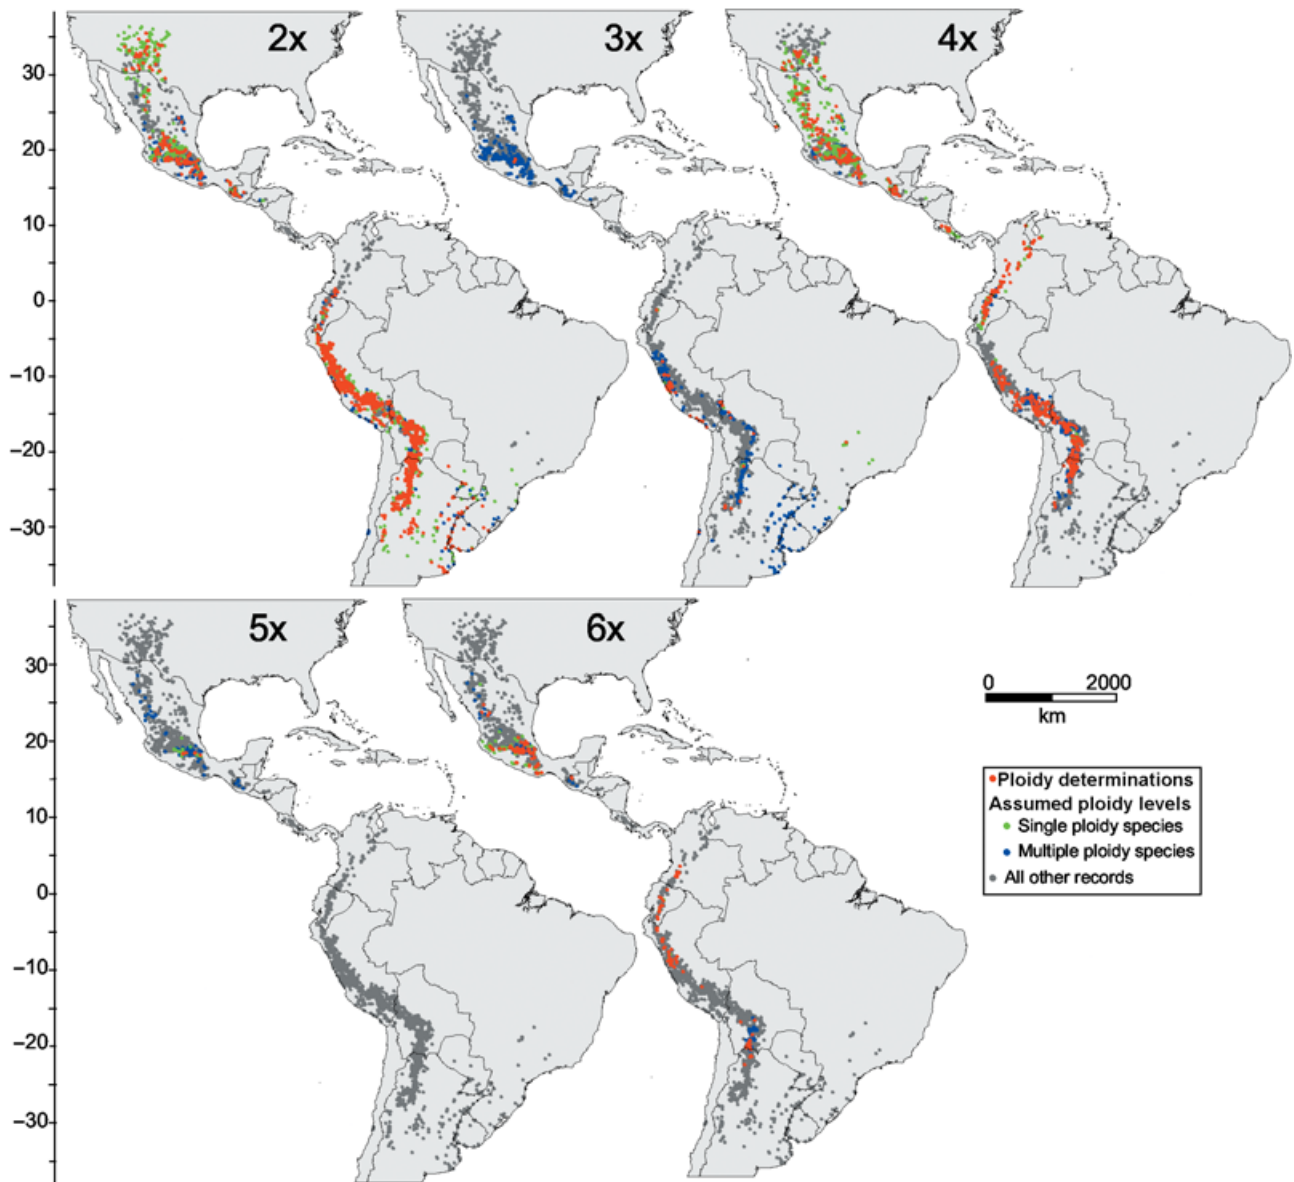 2x
3x
4x
30
20
10
0
−10
−20
−30
5x
6x
30
20
10
0
−10
−20
−30
0 2000
km
Ploidy determinations
Assumed ploidy levels
Single ploidy species
Multiple ploidy species
All other records